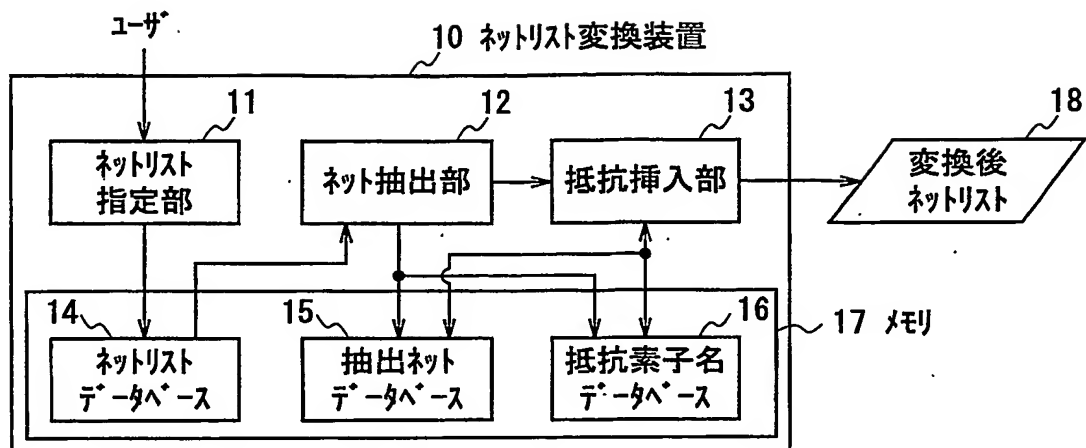 ユーザ
10 ネットリスト変換装置
11
12
13
18
ネットリスト
指定部
ネット抽出部
抵抗挿入部
変換後
ネットリスト
14
15
16
17 メモリ
ネットリスト
データベース
抽出ネット
データベース
抵抗素子名
データベース